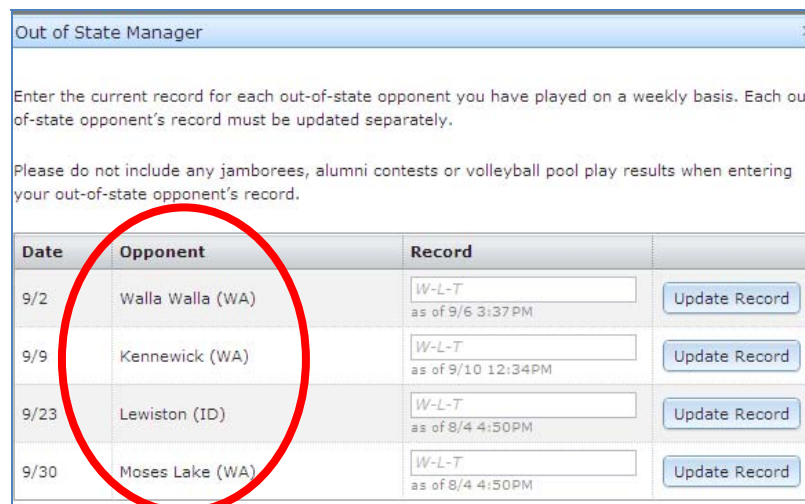 Out of State Manager
Enter the current record for each out-of-state opponent you have played on a weekly basis. Each ou
of-state opponent's record must be updated separately.
Please do not include any jamborees, alumni contests or volleyball pool play results when entering
your out-of-state opponent's record.
Date Opponent Record
9/2 Walla Walla (WA) W-L-T Update Record
as of 9/6 3:37PM
9/9 Kennewick (WA) W-L-T Update Record
as of 9/10 12:34PM
9/23 Lewiston (ID) W-L-T Update Record
as of 8/4 4:50PM
9/30 Moses Lake (WA) W-L-T Update Record
as of 8/4 4:50PM